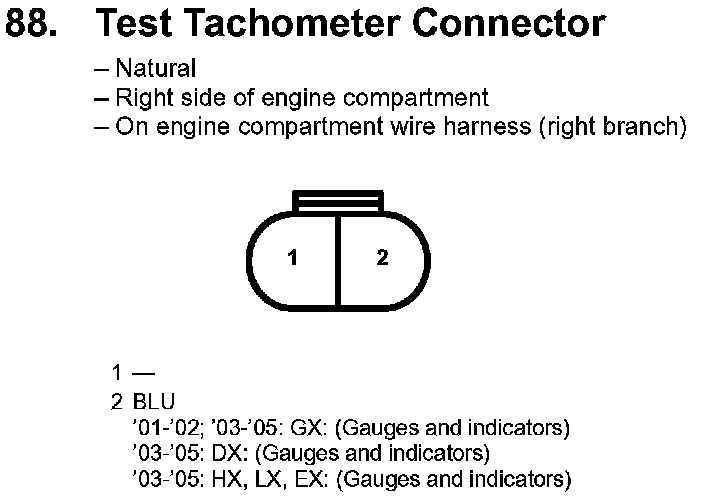 88. Test Tachometer Connector
– Natural
– Right side of engine compartment
– On engine compartment wire harness (right branch)
1 2
1 —
2 BLU
'01-'02; '03-'05: GX: (Gauges and indicators)
'03-'05: DX: (Gauges and indicators)
'03-'05: HX, LX, EX: (Gauges and indicators)